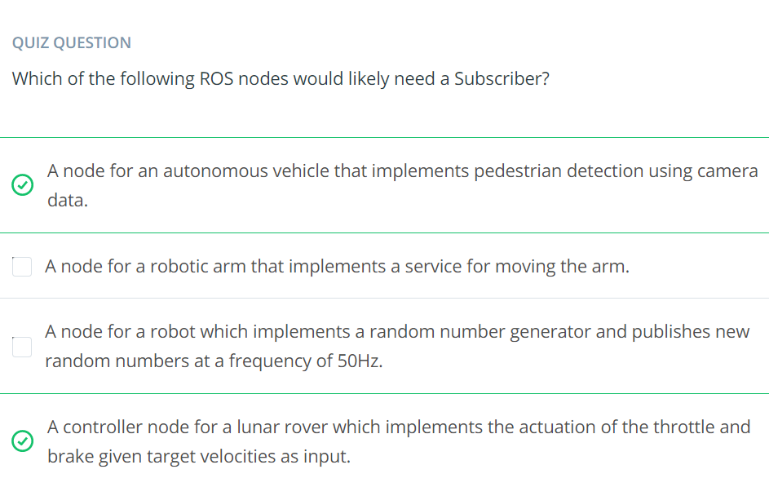 QUIZ QUESTION
Which of the following ROS nodes would likely need a Subscriber?
A node for an autonomous vehicle that implements pedestrian detection using camera
data.
A node for a robotic arm that implements a service for moving the arm.
A node for a robot which implements a random number generator and publishes new
random numbers at a frequency of 50Hz.
A controller node for a lunar rover which implements the actuation of the throttle and
brake given target velocities as input.